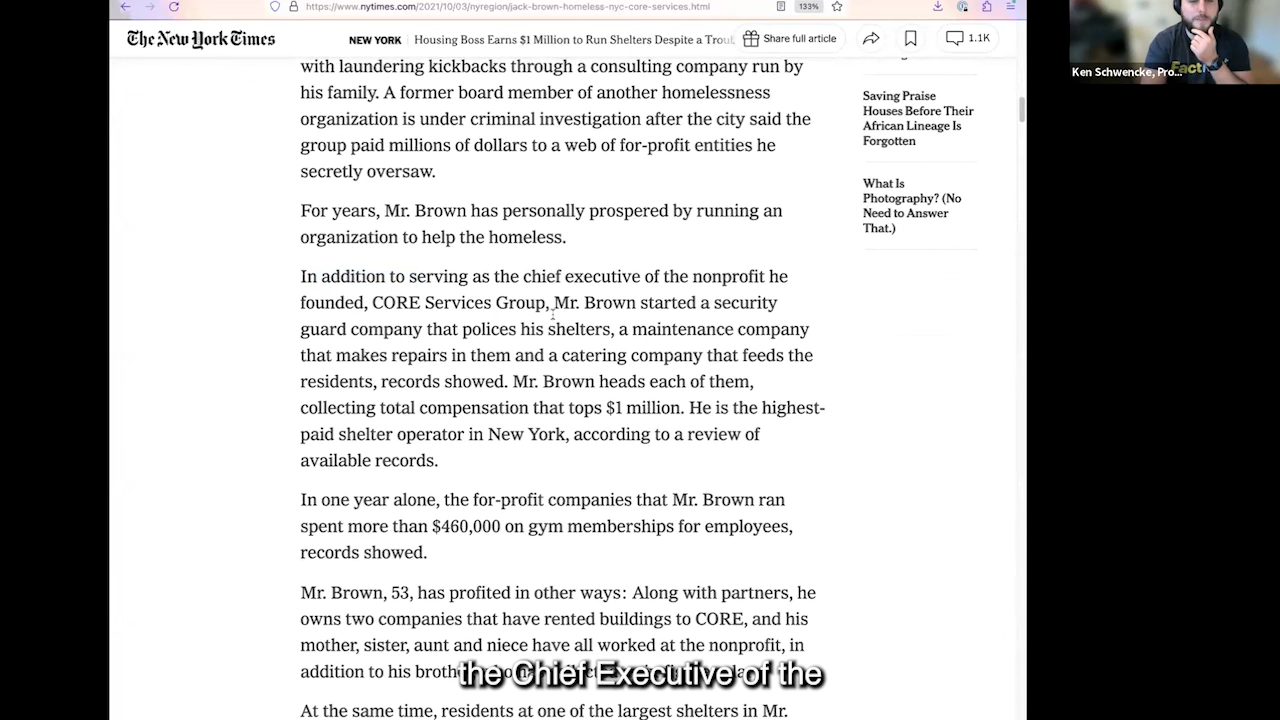 https://www.nytimes.com/2021/10/03/nyregion/jack-brown-homeless-nyc-core-services.html
133%
The New York Times
NEW YORK
Housing Boss Earns $1 Million to Run Shelters Despite a Trou
Share full article
1.1K
with laundering kickbacks through a consulting company run by
his family. A former board member of another homelessness
organization is under criminal investigation after the city said the
group paid millions of dollars to a web of for-profit entities he
secretly oversaw.
For years, Mr. Brown has personally prospered by running an
organization to help the homeless.
In addition to serving as the chief executive of the nonprofit he
founded, CORE Services Group, Mr. Brown started a security
guard company that polices his shelters, a maintenance company
that makes repairs in them and a catering company that feeds the
residents, records showed. Mr. Brown heads each of them,
collecting total compensation that tops $1 million. He is the highest-
paid shelter operator in New York, according to a review of
available records.
In one year alone, the for-profit companies that Mr. Brown ran
spent more than $460,000 on gym memberships for employees,
records showed.
Mr. Brown, 53, has profited in other ways: Along with partners, he
owns two companies that have rented buildings to CORE, and his
mother, sister, aunt and niece have all worked at the nonprofit, in
addition to his
the Chief Executive of the
At the same time, residents at one of the largest shelters in Mr.
Saving Praise
Houses Before Their
African Lineage Is
Forgotten
What Is
Photography? (No
Need to Answer
That.)
Ken Schwencke, Pro...
Fact